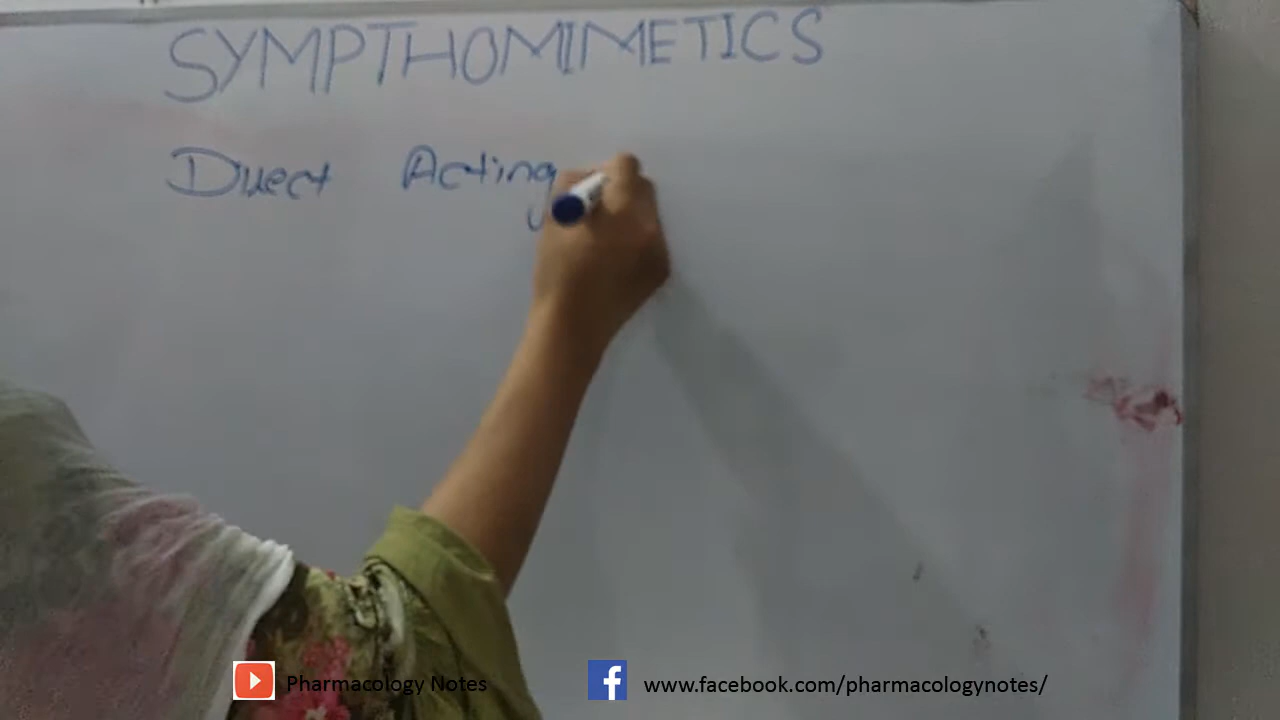 SYMPTHOMIMETICS
Direct Acting
Pharmacology Notes
www.facebook.com/pharmacologynotes/